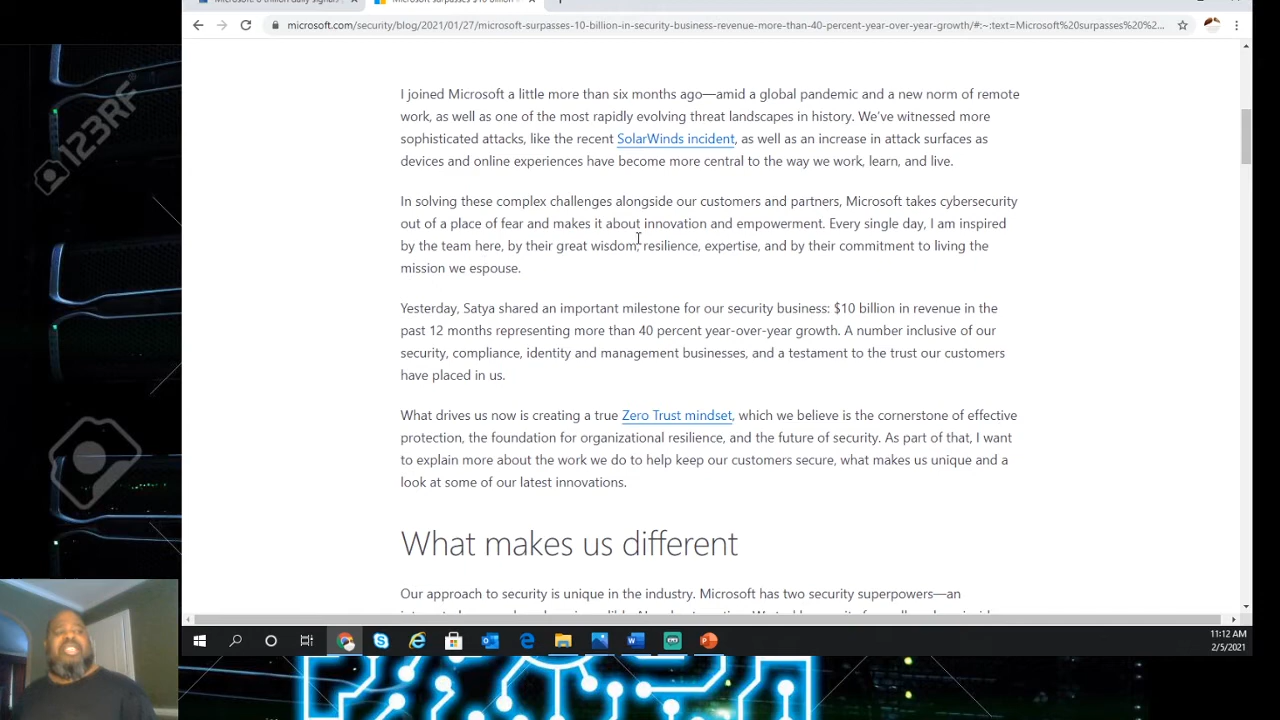 microsoft.com/security/blog/2021/01/27/microsoft-surpasses-10-billion-in-security-business-revenue-more-than-40-percent-year-over-year-growth/#:~:text=Microsoft%20surpasses%20%2...
I joined Microsoft a little more than six months ago—amid a global pandemic and a new norm of remote
work, as well as one of the most rapidly evolving threat landscapes in history. We've witnessed more
sophisticated attacks, like the recent SolarWinds incident, as well as an increase in attack surfaces as
devices and online experiences have become more central to the way we work, learn, and live.
In solving these complex challenges alongside our customers and partners, Microsoft takes cybersecurity
out of a place of fear and makes it about innovation and empowerment. Every single day, I am inspired
by the team here, by their great wisdom, resilience, expertise, and by their commitment to living the
mission we espouse.
Yesterday, Satya shared an important milestone for our security business: $10 billion in revenue in the
past 12 months representing more than 40 percent year-over-year growth. A number inclusive of our
security, compliance, identity and management businesses, and a testament to the trust our customers
have placed in us.
What drives us now is creating a true Zero Trust mindset, which we believe is the cornerstone of effective
protection, the foundation for organizational resilience, and the future of security. As part of that, I want
to explain more about the work we do to help keep our customers secure, what makes us unique and a
look at some of our latest innovations.
What makes us different
Our approach to security is unique in the industry. Microsoft has two security superpowers—an
11:12 AM
2/5/2021
123RF